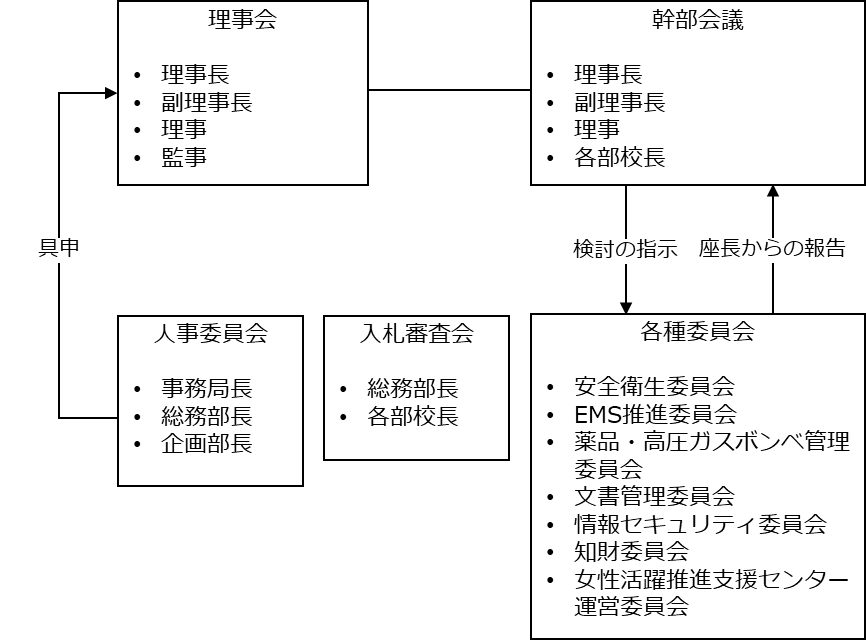 理事会
• 理事長
• 副理事長
• 理事
• 監事
幹部会議
• 理事長
• 副理事長
• 理事
• 各部校長
具申
検討の指示
座長からの報告
人事委員会
• 事務局長
• 総務部長
• 企画部長
入札審査会
• 総務部長
• 各部校長
各種委員会
• 安全衛生委員会
• EMS推進委員会
• 薬品・高圧ガスボンベ管理
委員会
• 文書管理委員会
• 情報セキュリティ委員会
• 知財委員会
• 女性活躍推進支援センター
運営委員会